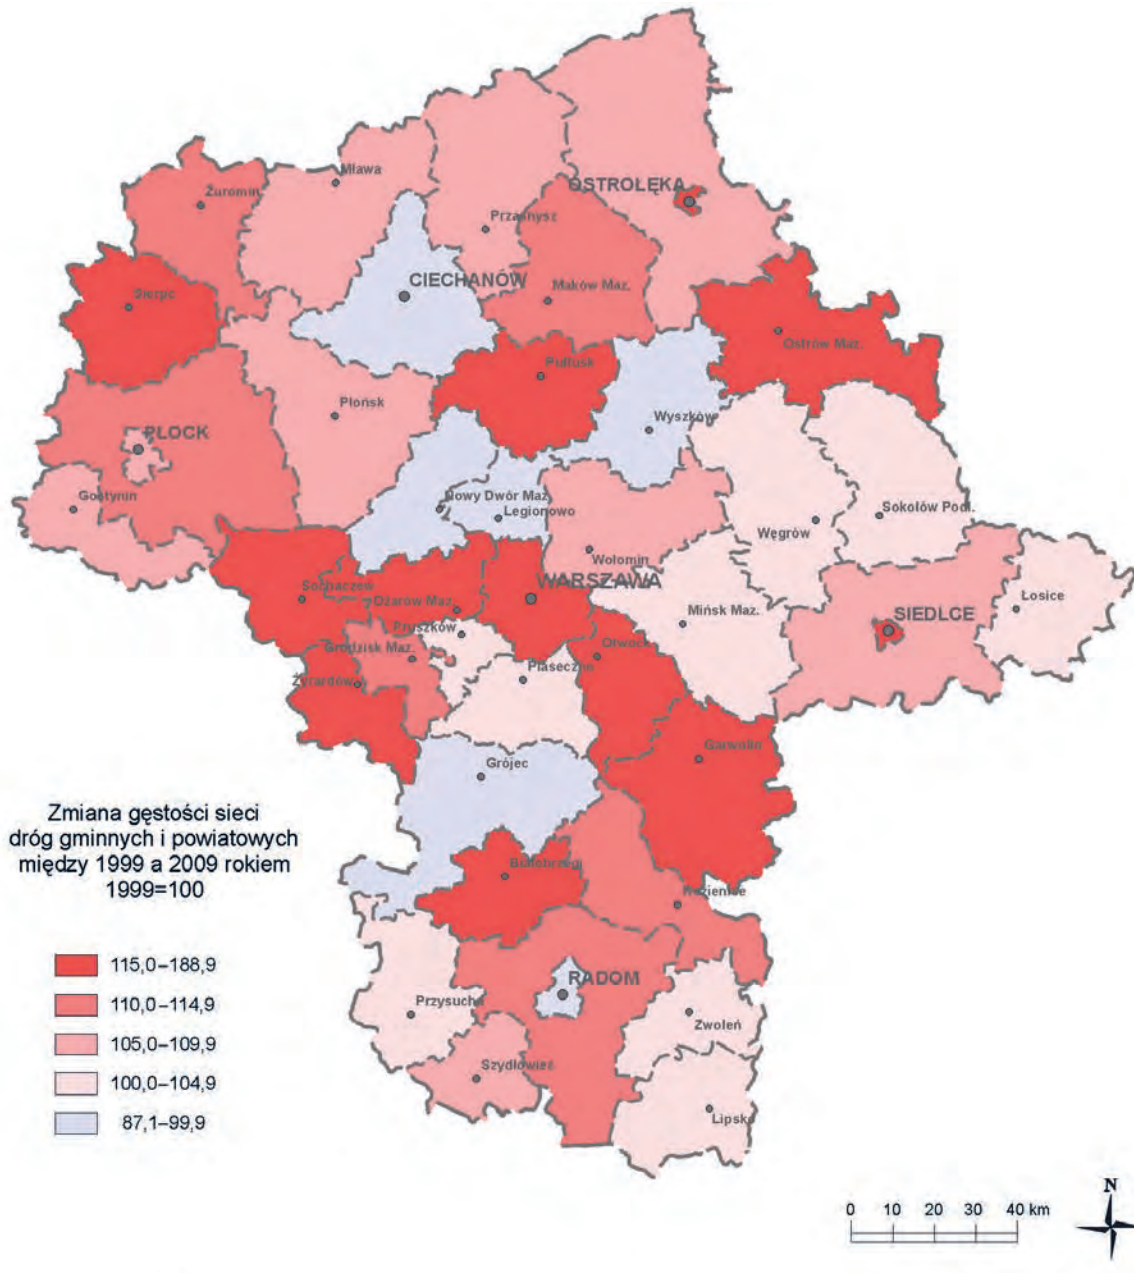 Mława
Żuromin
OSTROŁĘKA
Przasnysz
CIECHANÓW
Maków Maz.
Sierpc
Ostrów Maz.
Pułtusk
Płońsk
Wyszków
PŁOCK
Gostynin
Nowy Dwór Maz.
Legionowo
Sokołów Podl.
Węgrów
Wołomin
WARSZAWA
Sochaczew
Ożarów Maz.
Mińsk Maz.
SIEDLCE
Łosice
Pruszków
Grodzisk Maz.
Otwock
Piaseczno
Żyrardów
Garwolin
Grójec
Białobrzegi
Kozienice
RADOM
Przysucha
Zwoleń
Szydłowiec
Lipsko
Zmiana gęstości sieci
dróg gminnych i powiatowych
między 1999 a 2009 rokiem
1999=100
115,0–188,9
110,0–114,9
105,0–109,9
100,0–104,9
87,1–99,9
N
0 10 20 30 40 km